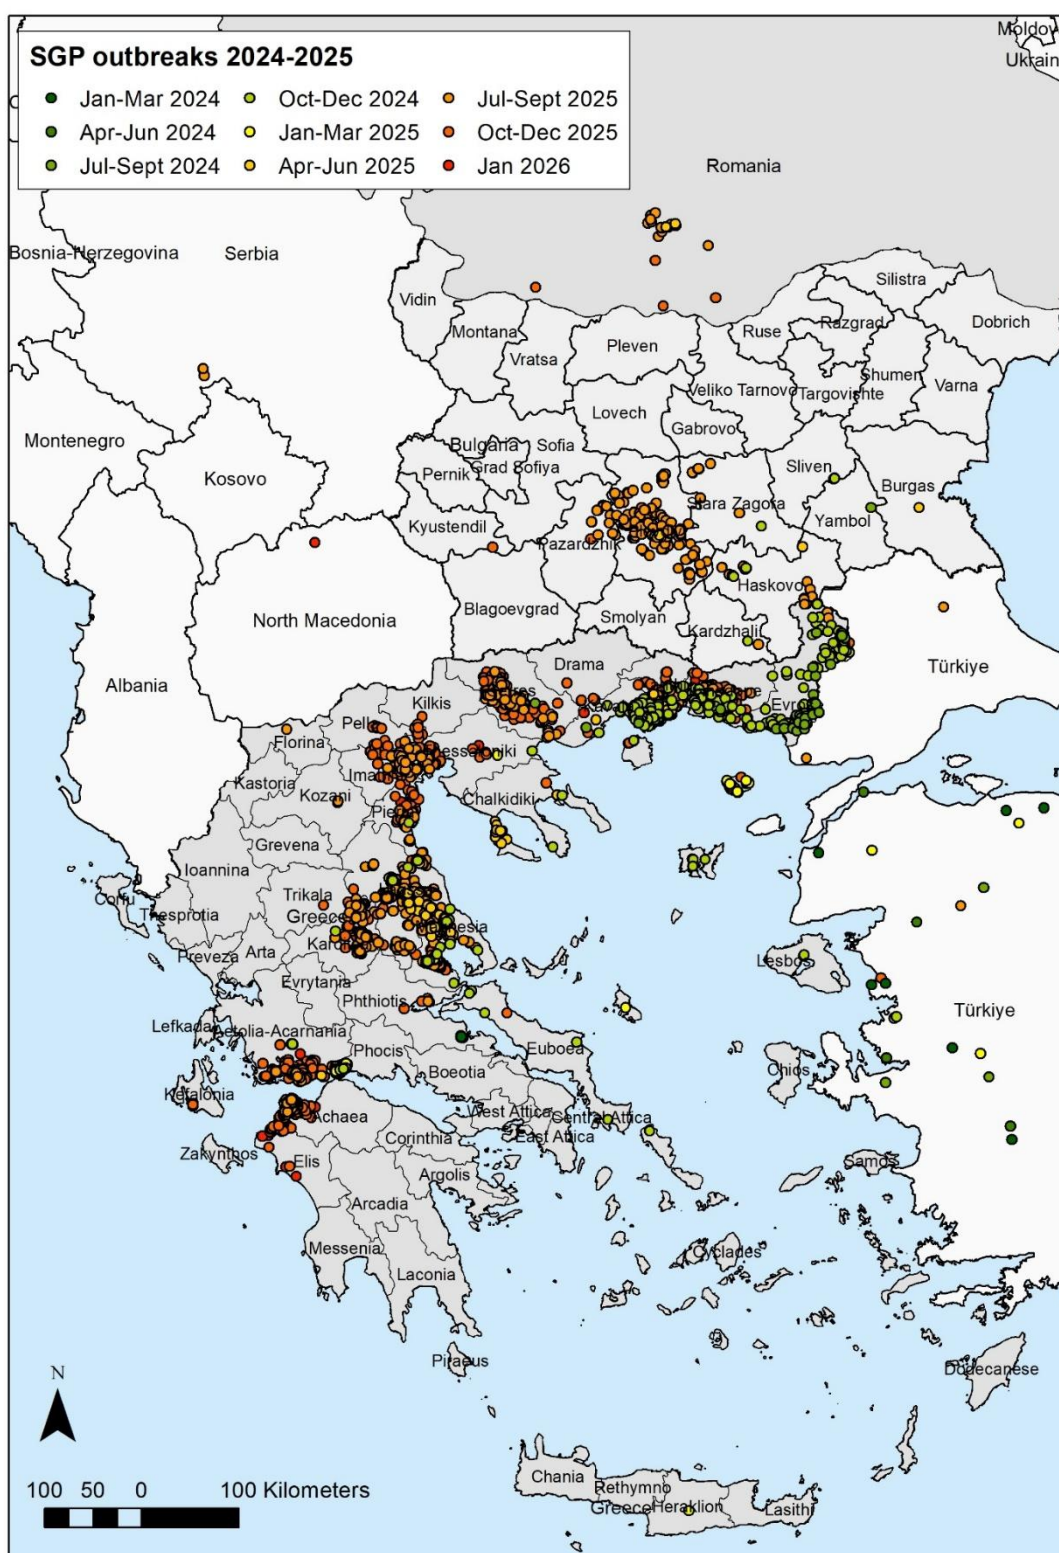 Moldov
Ukrain
SGP outbreaks 2024-2025
Jan-Mar 2024
Oct-Dec 2024
Jul-Sept 2025
Apr-Jun 2024
Jan-Mar 2025
Oct-Dec 2025
Jul-Sept 2024
Apr-Jun 2025
Jan 2026
Romania
Bosnia-Herzegovina
Serbia
Silistra
Vidin
Dobrich
Montana
Ruse
Razgrad
Pleven
Vratsa
Shumen
Varna
Veliko Tarnovo
Targovishte
Lovech
Gabrovo
Montenegro
Bulgaria
Sofia
Sliven
Pernik
Grad Sofiya
Kosovo
Burgas
Stara Zagora
Yambol
Kyustendil
Pazardzhik
Haskovo
Blagoevgrad
Smolyan
North Macedonia
Kardzhali
Drama
Türkiye
Albania
Kilkis
Pella
Florina
Kastoria
Kozani
Chalkidiki
Grevena
Ioannina
Corfu
Trikala
Thesprotia
Greece
Arta
Preveza
Lesbos
Evrytania
Phthiotis
Türkiye
Lefkada
Aetolia-Acarnania
Phocis
Euboea
Boeotia
Chios
Kefalonia
West Attica
Central Attica
Achaea
East Attica
Corinthia
Zakynthos
Elis
Samos
Argolis
Arcadia
Messenia
Cyclades
Laconia
Piraeus
Dodecanese
N
Chania
Rethymno
Greece
Heraklion
Lasithi
100 50 0 100 Kilometers